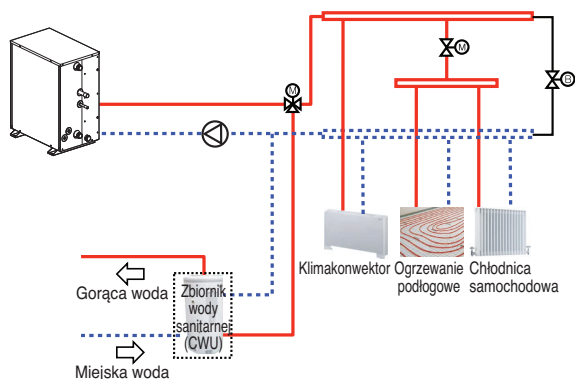 M
M
B
Klimakonwektor
Ogrzewanie
podłogowe
Chłodnica
samochodowa
Gorąca woda
Zbiornik
wody
sanitarnej
(CWU)
Miejska woda